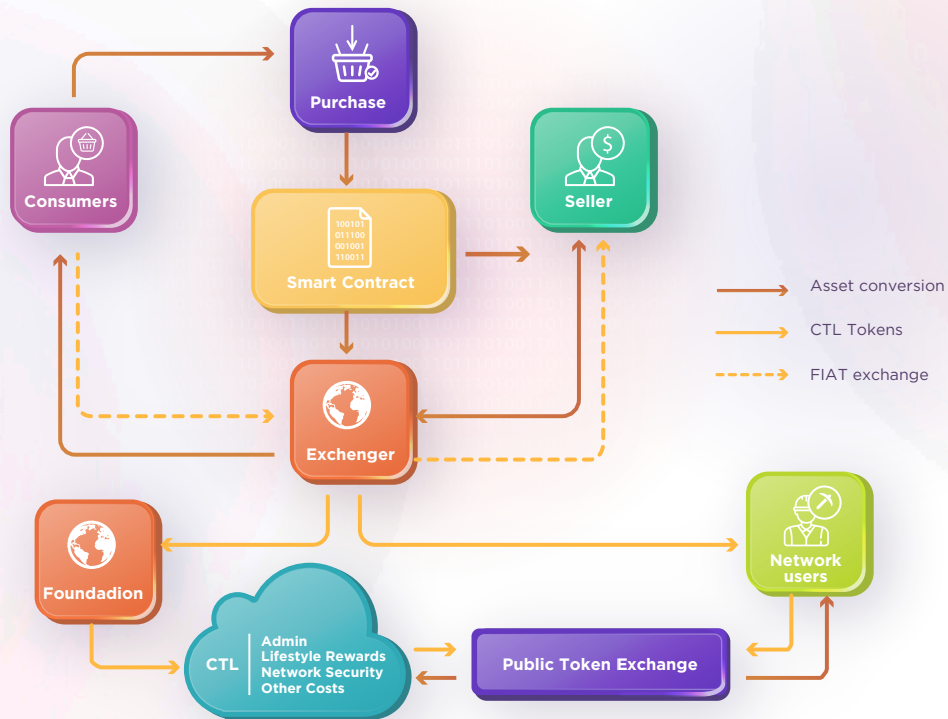 Purchase
Consumers
Seller
100101
011100
001001
110011
Smart Contract
Asset conversion
CTL Tokens
FIAT exchange
Exchenger
Foundadion
Network
users
CTL
Admin
Lifestyle Rewards
Network Security
Other Costs
Public Token Exchange